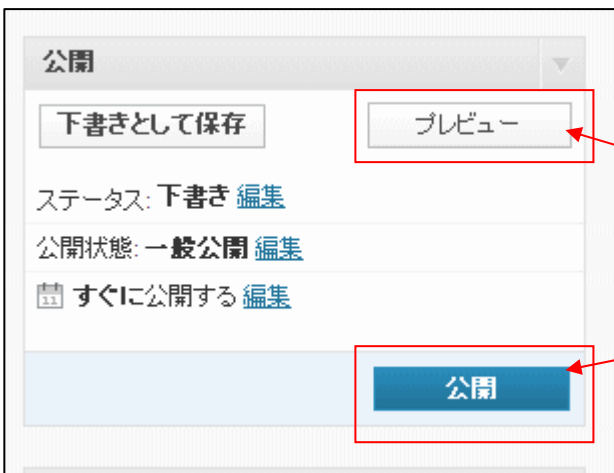 公開
下書きとして保存 プレビュー
ステータス: 下書き 編集
公開状態: 一般公開 編集
11 すぐに公開する 編集
公開